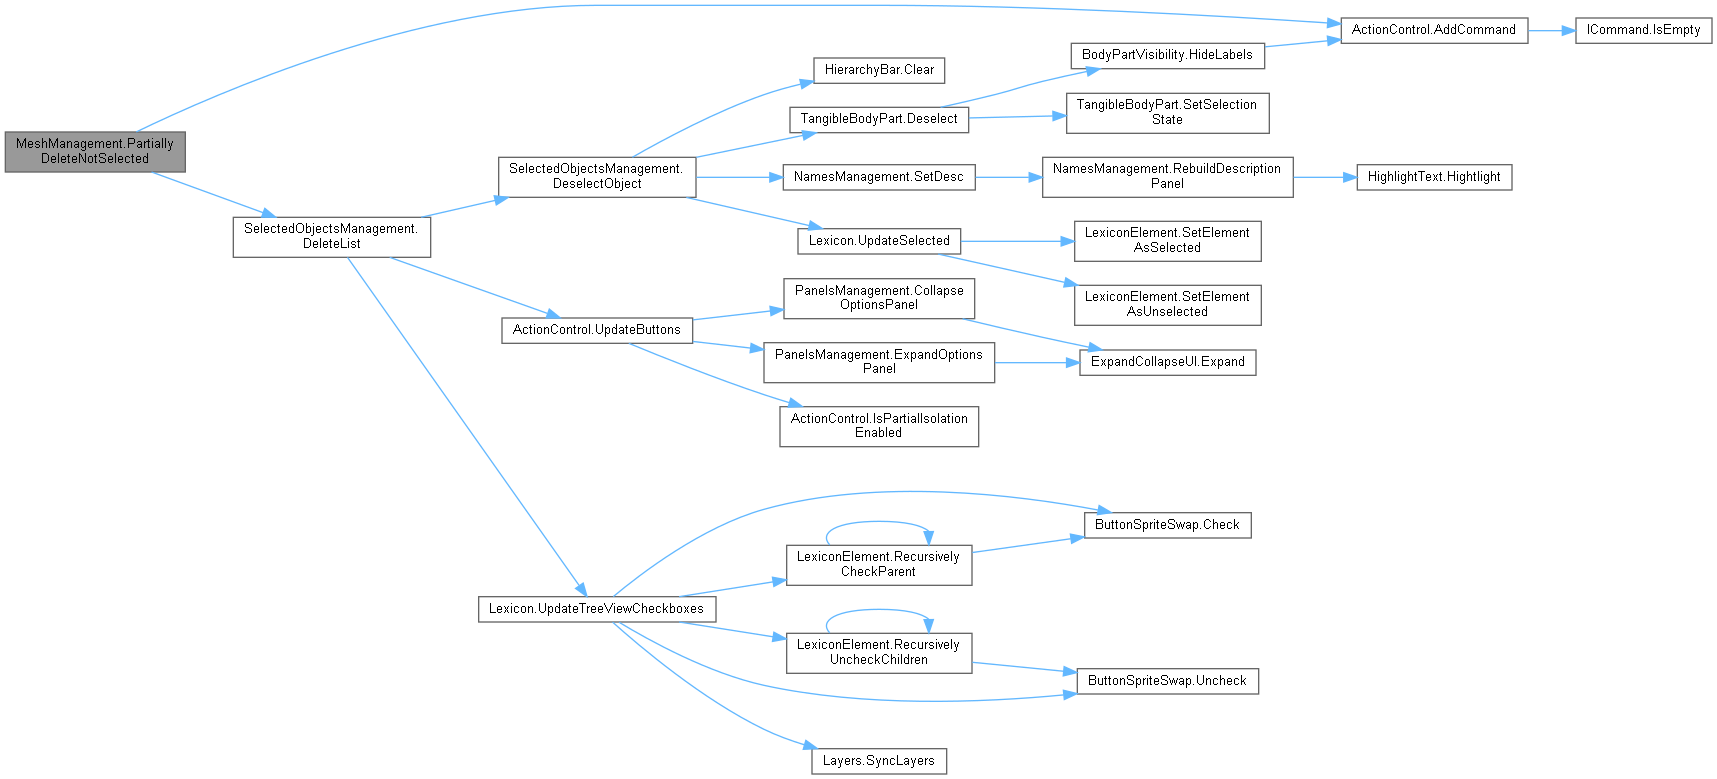 MeshManagement.Partially
DeleteNotSelected
SelectedObjectsManagement.
DeleteList
SelectedObjectsManagement.
DeselectObject
ActionControl.UpdateButtons
Lexicon.UpdateTreeViewCheckboxes
HierarchyBar.Clear
TangibleBodyPart.Deselect
NamesManagement.SetDesc
Lexicon.UpdateSelected
PanelsManagement.Collapse
OptionsPanel
PanelsManagement.ExpandOptions
Panel
ActionControl.IsPartialIsolation
Enabled
LexiconElement.Recursively
CheckParent
LexiconElement.Recursively
UncheckChildren
Layers.SyncLayers
BodyPartVisibility.HideLabels
TangibleBodyPart.SetSelection
State
NamesManagement.RebuildDescription
Panel
LexiconElement.SetElement
AsSelected
LexiconElement.SetElement
AsUnselected
ExpandCollapseUI.Expand
ButtonSpriteSwap.Check
ButtonSpriteSwap.Uncheck
ActionControl.AddCommand
HighlightText.Hightlight
ICommand.IsEmpty